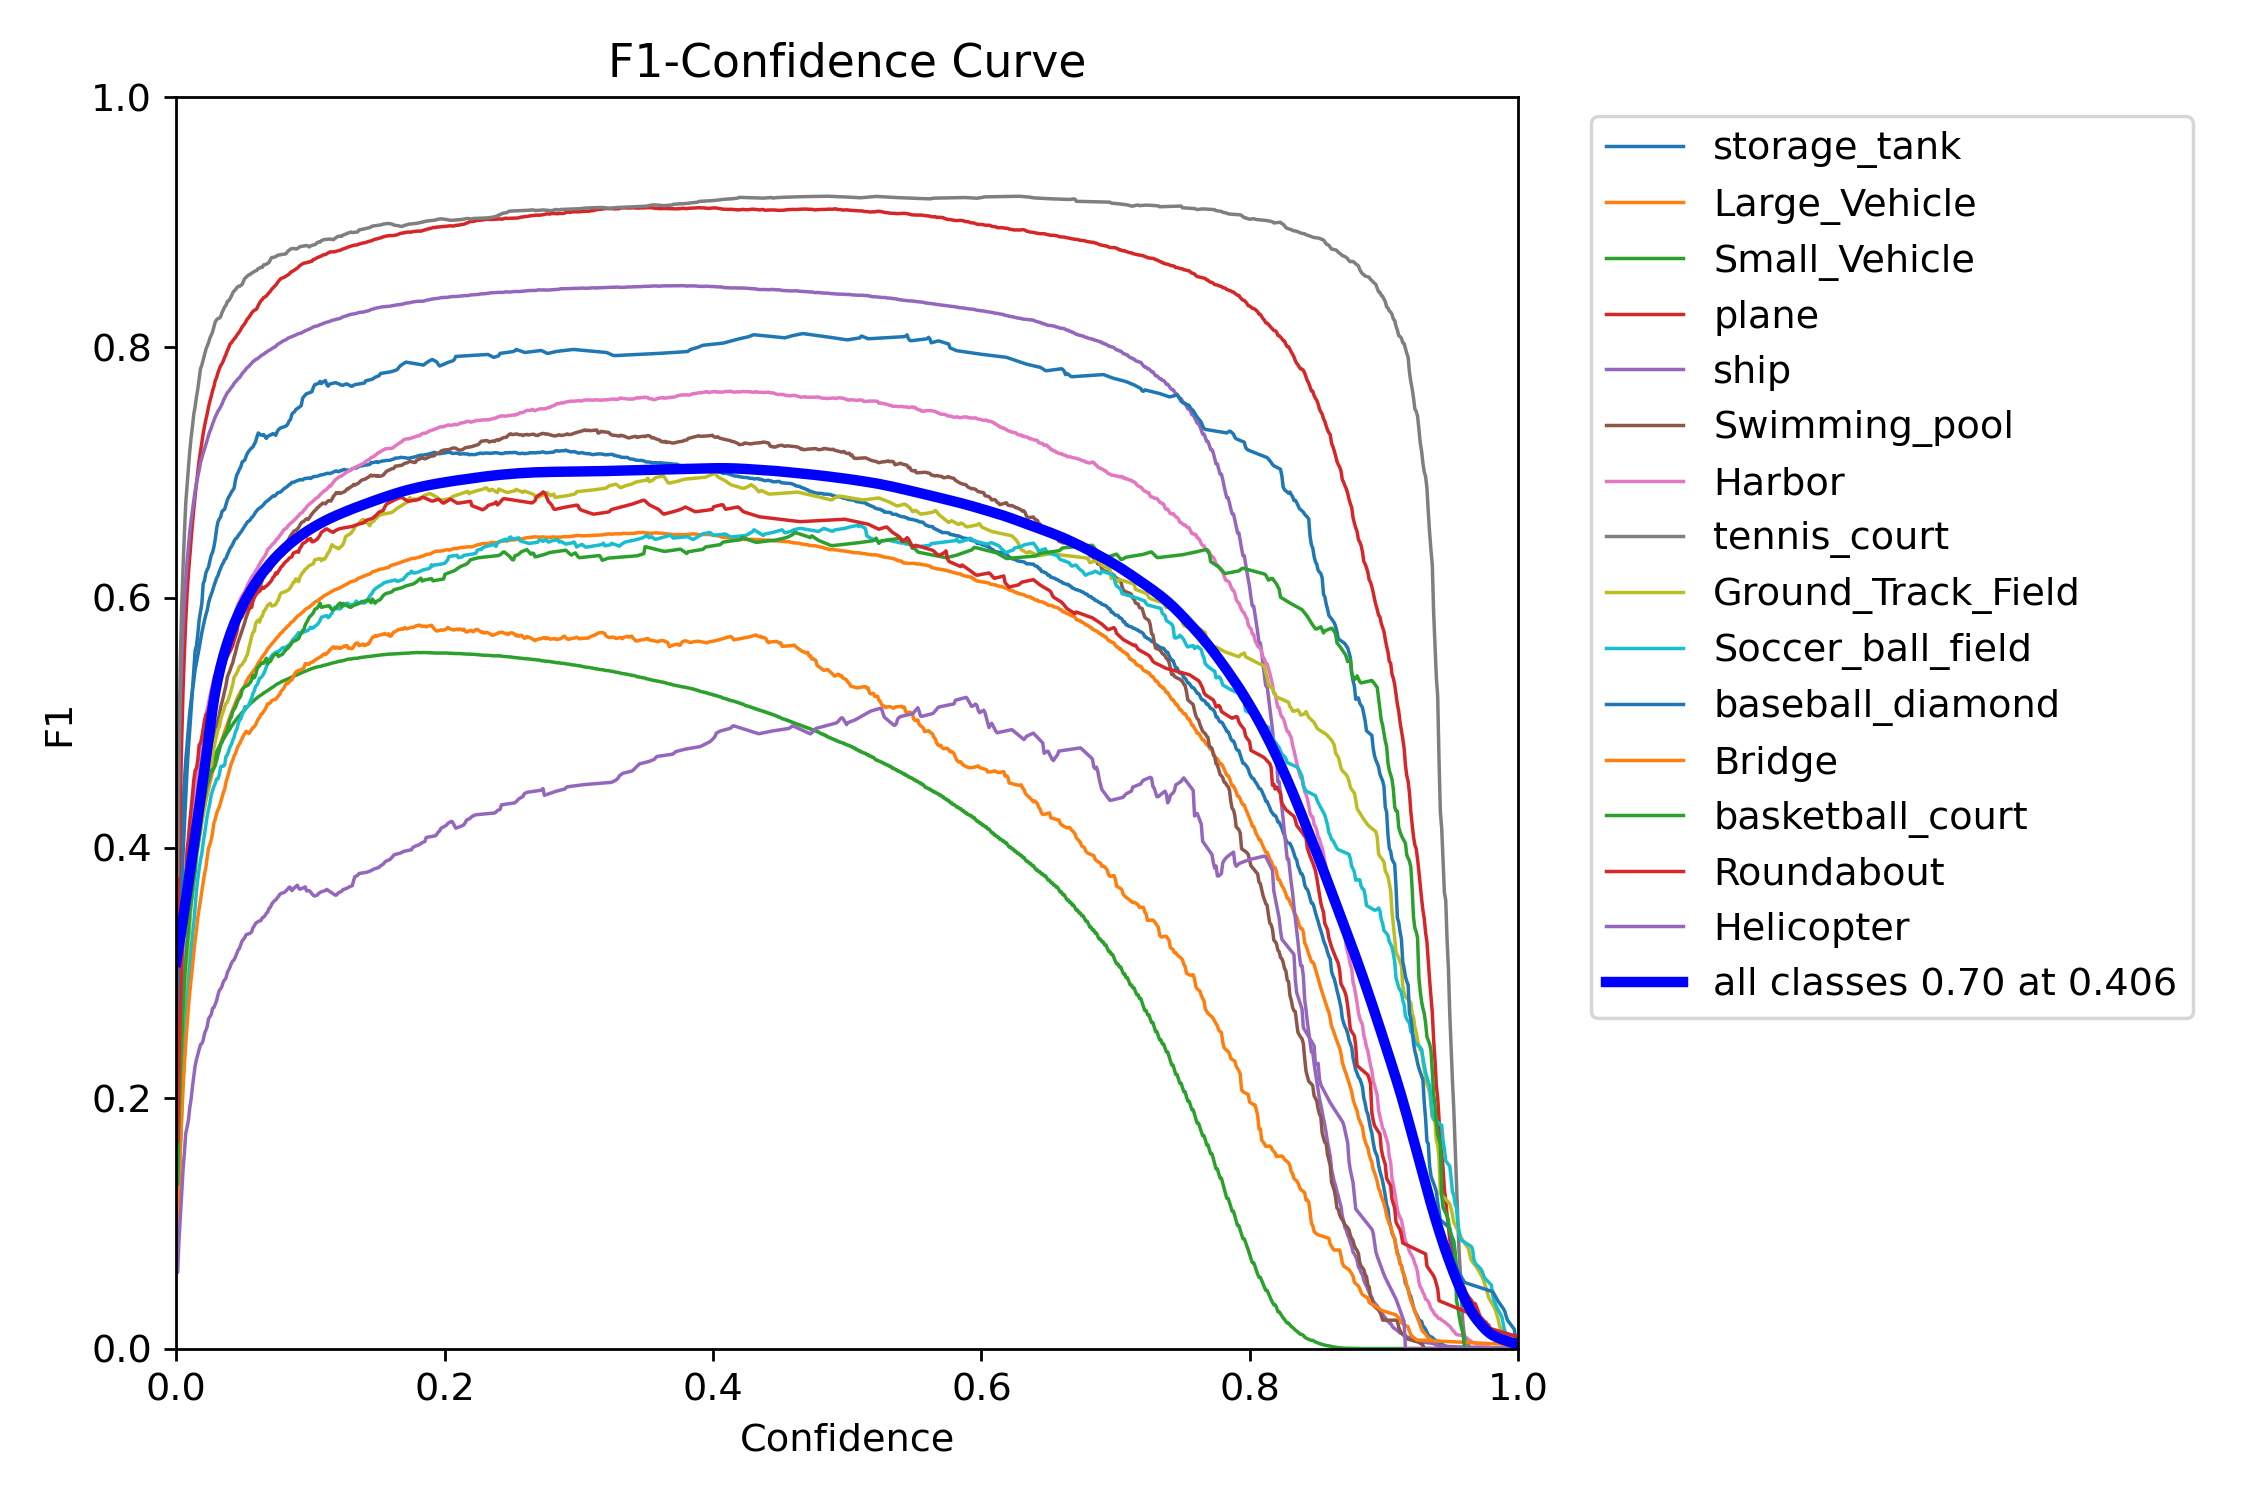 F1-Confidence Curve
1.0
0.8
0.6
0.4
0.2
0.0
F1
0.0 0.2 0.4 0.6 0.8 1.0
Confidence
storage_tank
Large_Vehicle
Small_Vehicle
plane
ship
Swimming_pool
Harbor
tennis_court
Ground_Track_Field
Soccer_ball_field
baseball_diamond
Bridge
basketball_court
Roundabout
Helicopter
all classes 0.70 at 0.406